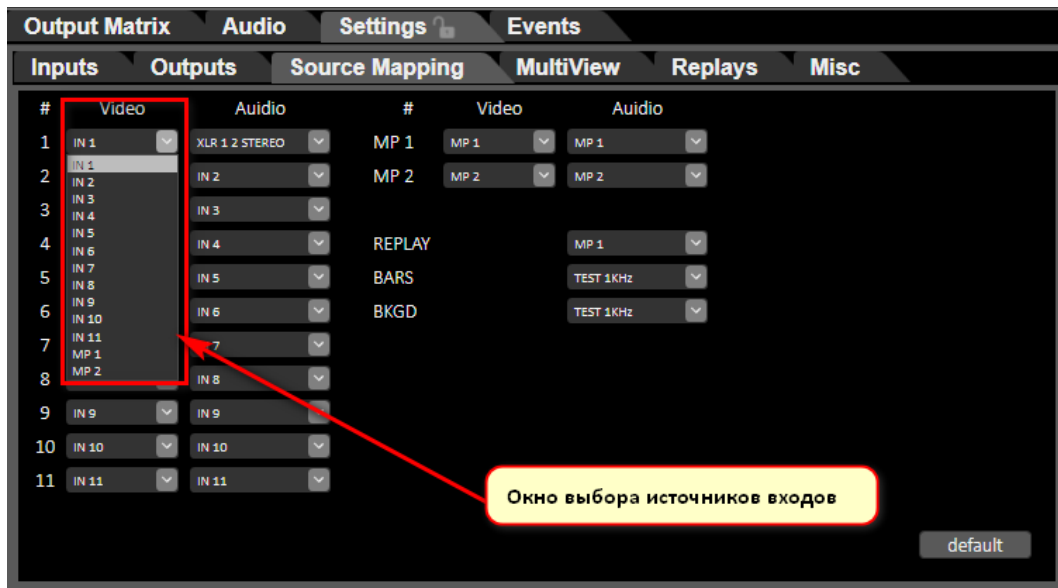 Output Matrix Audio Settings Events
Inputs Outputs Source Mapping MultiView Replays Misc
# Video Auidio # Video Auidio
1 IN 1 XLR 1 2 STEREO MP 1 MP 1 MP 1
IN 1
2 IN 2 IN 2 MP 2 MP 2 MP 2
IN 3
3 IN 4 IN 3
IN 5
4 IN 6 IN 4 REPLAY MP 1
IN 7
5 IN 8 IN 5 BARS TEST 1KHz
IN 9
6 IN 10 IN 6 BKGD TEST 1KHz
IN 11
7 MP 1 7
8 MP 2 IN 8
9 IN 9 IN 9
10 IN 10 IN 10
11 IN 11 IN 11
Окно выбора источников входов
default